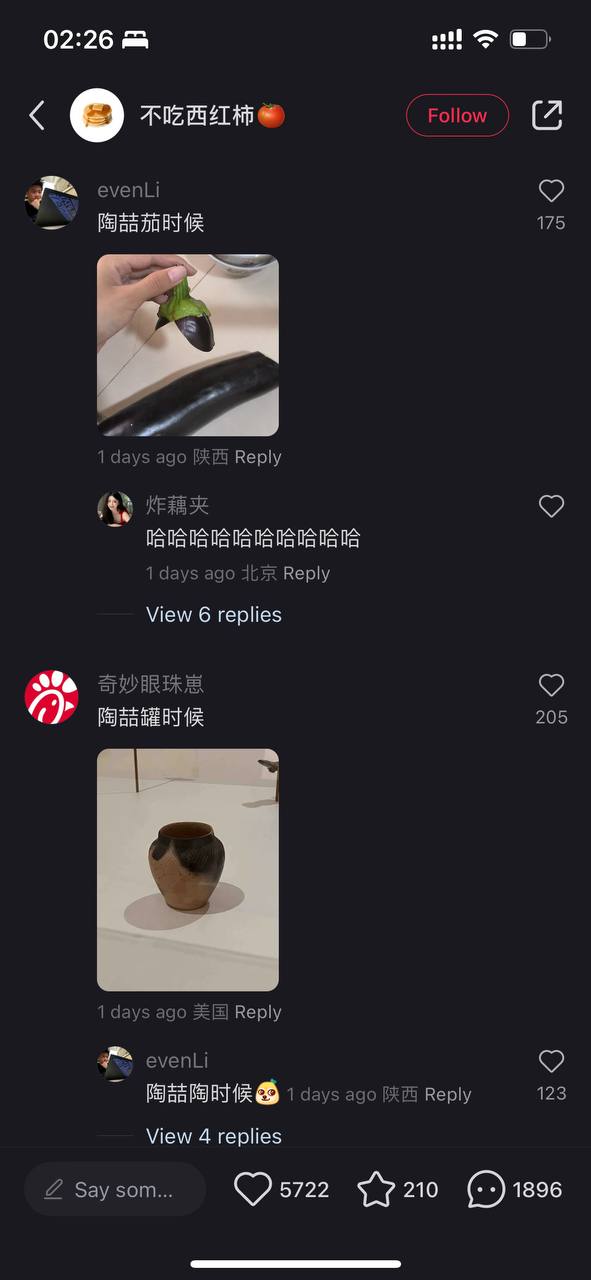 02:26
不吃西红柿🍅
Follow
evenLi
陶喆茄时候
175
1 days ago 陕西 Reply
炸藕夹
哈哈哈哈哈哈哈哈哈哈
1 days ago 北京 Reply
View 6 replies
奇妙眼珠崽
陶喆罐时候
205
1 days ago 美国 Reply
evenLi
陶喆陶时候 1 days ago 陕西 Reply
123
View 4 replies
Say som...
5722
210
1896